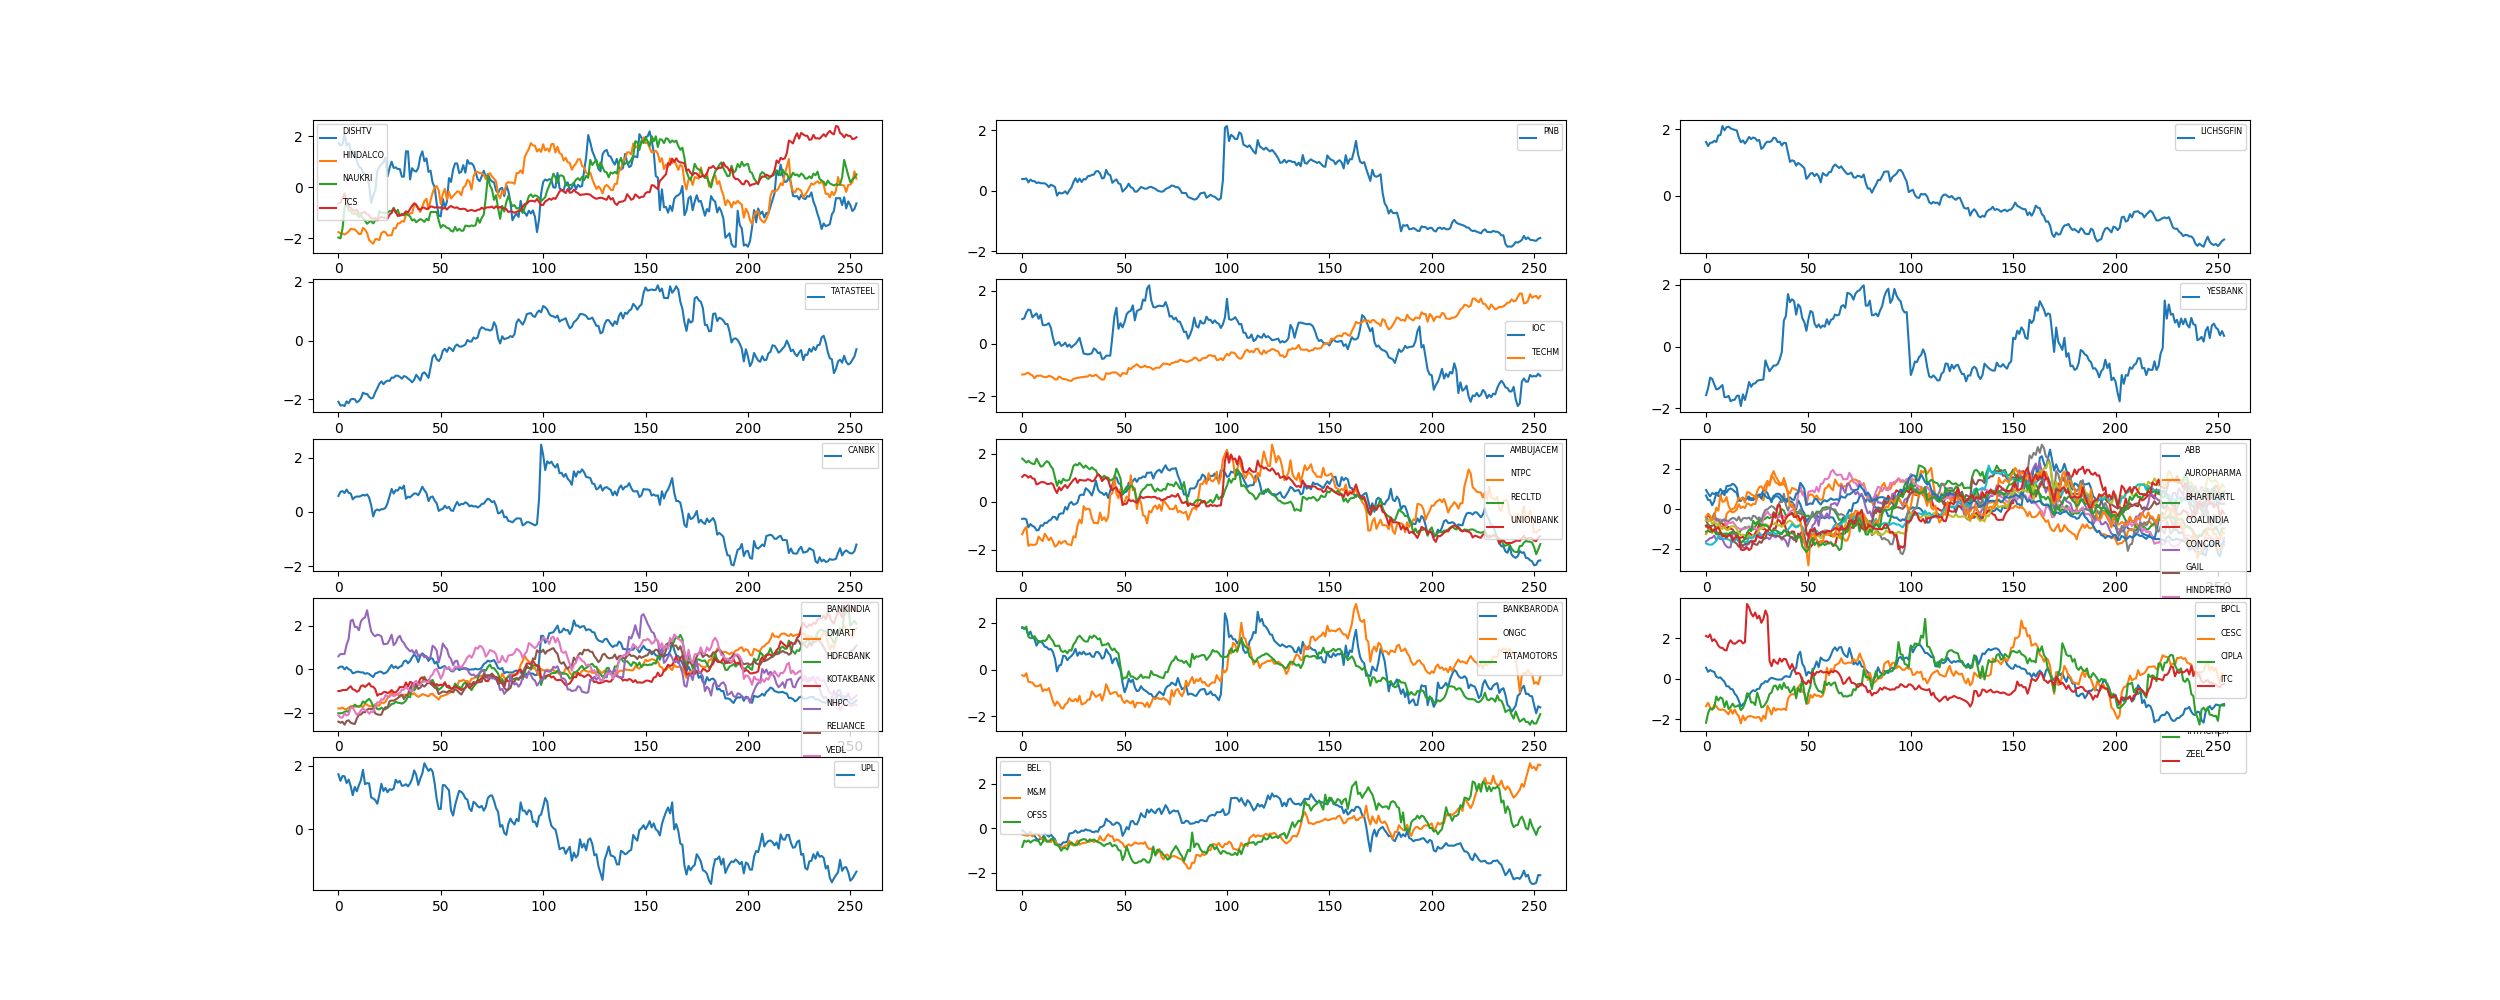 DISHTV
HINDALCO
NAUKRI
TCS
2
0
−2
0 50 100 150 200 250
PNB
2
0
−2
0 50 100 150 200 250
LICHSGFIN
2
0
0 50 100 150 200 250
TATASTEEL
2
0
−2
0 50 100 150 200 250
IOC
TECHM
2
0
−2
0 50 100 150 200 250
YESBANK
2
0
−2
0 50 100 150 200 250
CANBK
2
0
−2
0 50 100 150 200 250
AMBUJACEM
NTPC
RECLTD
UNIONBANK
2
0
−2
0 50 100 150 200 250
ABB
AUROPHARMA
BHARTIARTL
COALINDIA
CONCOR
GAIL
HINDPETRO
ZEEL
2
0
−2
0 50 100 150 200 250
BANKINDIA
DMART
HDFCBANK
KOTAKBANK
NHPC
RELIANCE
VEDL
2
0
−2
0 50 100 150 200 250
BANKBARODA
ONGC
TATAMOTORS
2
0
−2
0 50 100 150 200 250
BPCL
CESC
CIPLA
ITC
2
0
−2
0 50 100 150 200 250
UPL
2
0
0 50 100 150 200 250
BEL
M&M
OFSS
2
0
−2
0 50 100 150 200 250